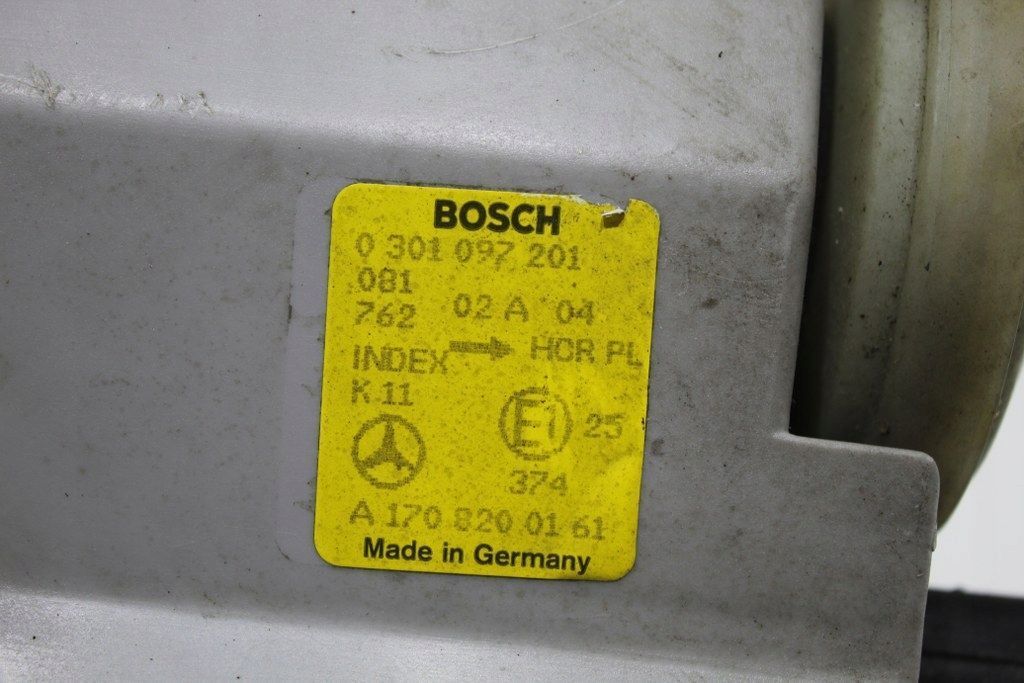 BOSCH
0 301 097 201
081
762 02 A 04
INDEX HCR PL
K 11
E1 25
374
A 170 820 01 61
Made in Germany